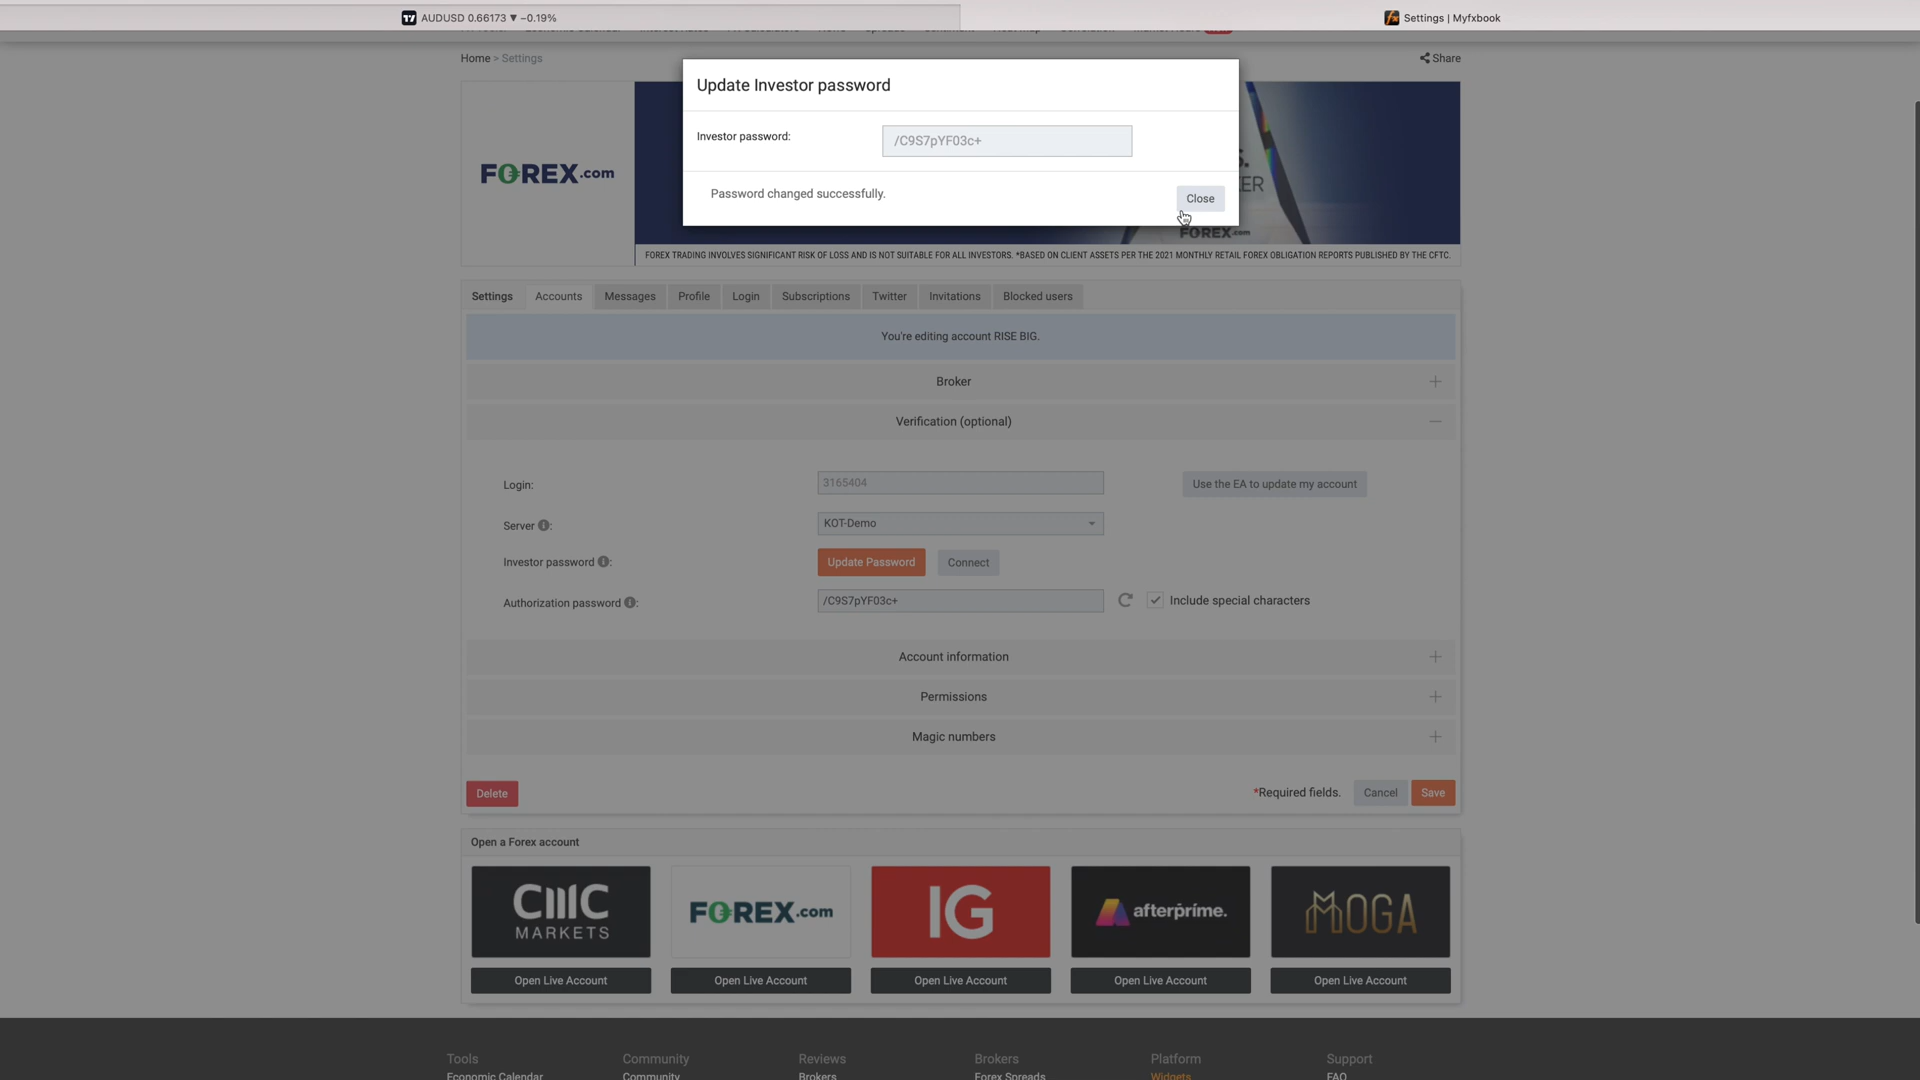 AUDUSD 0.66173 ▼ −0.19%
Settings | Myfxbook
Home > Settings
Share
Update Investor password
Investor password:
/C9S7pYF03c+
Password changed successfully.
Close
FOREX.com
FOREX.com
FOREX TRADING INVOLVES SIGNIFICANT RISK OF LOSS AND IS NOT SUITABLE FOR ALL INVESTORS. *BASED ON CLIENT ASSETS PER THE 2021 MONTHLY RETAIL FOREX OBLIGATION REPORTS PUBLISHED BY THE CFTC.
Settings Accounts Messages Profile Login Subscriptions Twitter Invitations Blocked users
You're editing account RISE BIG.
Broker
Verification (optional)
Login: 3165404 Use the EA to update my account
Server : KOT-Demo
Investor password : Update Password Connect
Authorization password : /C9S7pYF03c+ Include special characters
Account information
Permissions
Magic numbers
Delete *Required fields. Cancel Save
Open a Forex account
CMC MARKETS
FOREX.com
IG
afterprime.
MOGA
Open Live Account Open Live Account Open Live Account Open Live Account Open Live Account
Tools Community Reviews Brokers Platform Support
Economic Calendar Community Brokers Forex Spreads Widgets FAQ